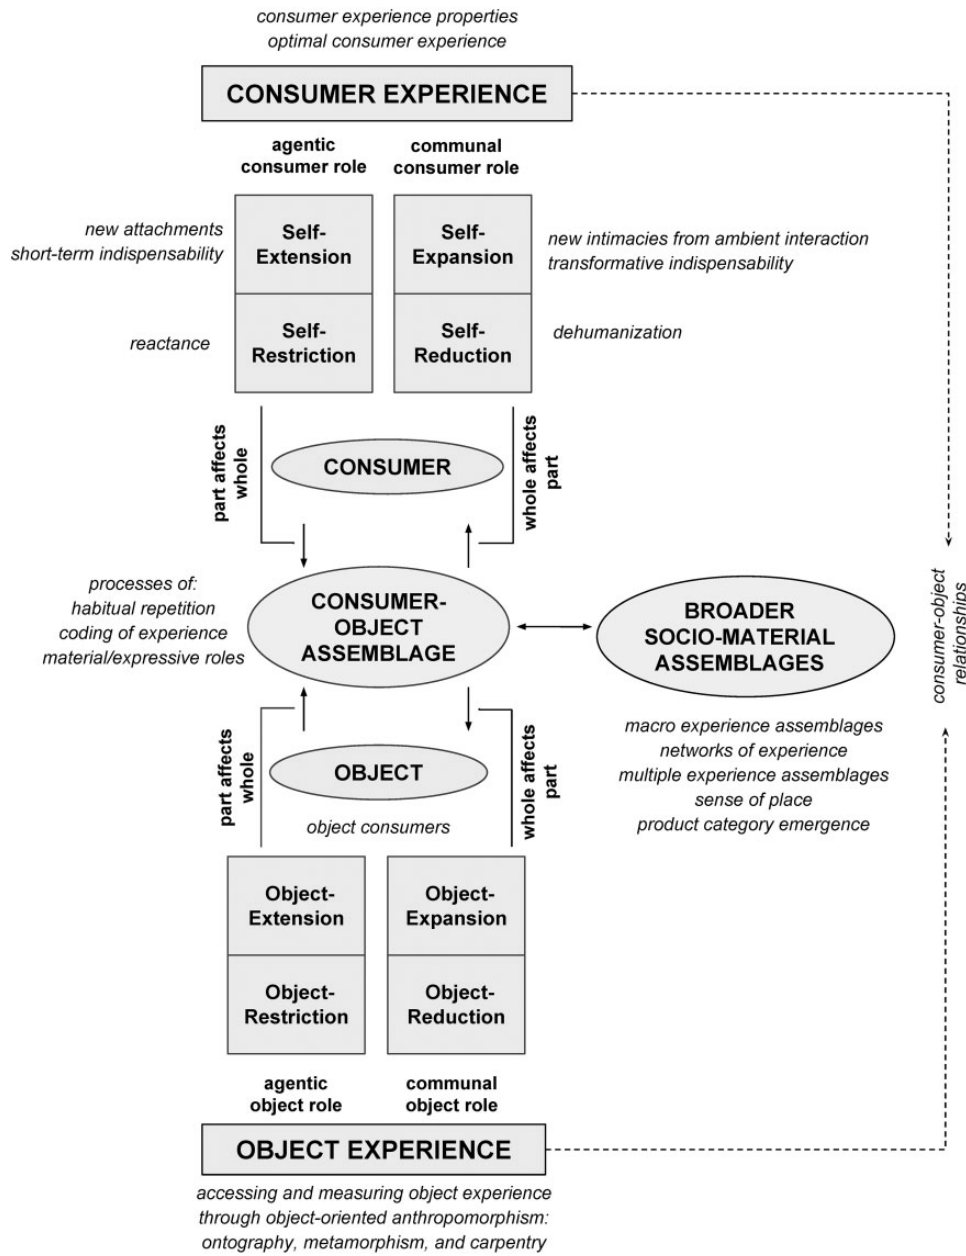 consumer experience properties
optimal consumer experience
CONSUMER EXPERIENCE
agentic
consumer role
communal
consumer role
new attachments
short-term indispensability
Self-
Extension
Self-
Expansion
new intimacies from ambient interaction
transformative indispensability
reactance
Self-
Restriction
Self-
Reduction
dehumanization
part affects
whole
CONSUMER
whole affects
part
processes of:
habitual repetition
coding of experience
material/expressive roles
CONSUMER-
OBJECT
ASSEMBLAGE
BROADER
SOCIO-MATERIAL
ASSEMBLAGES
consumer-object
relationships
macro experience assemblages
networks of experience
multiple experience assemblages
sense of place
product category emergence
part affects
whole
OBJECT
whole affects
part
object consumers
Object-
Extension
Object-
Expansion
Object-
Restriction
Object-
Reduction
agentic
object role
communal
object role
OBJECT EXPERIENCE
accessing and measuring object experience
through object-oriented anthropomorphism:
ontography, metamorphism, and carpentry